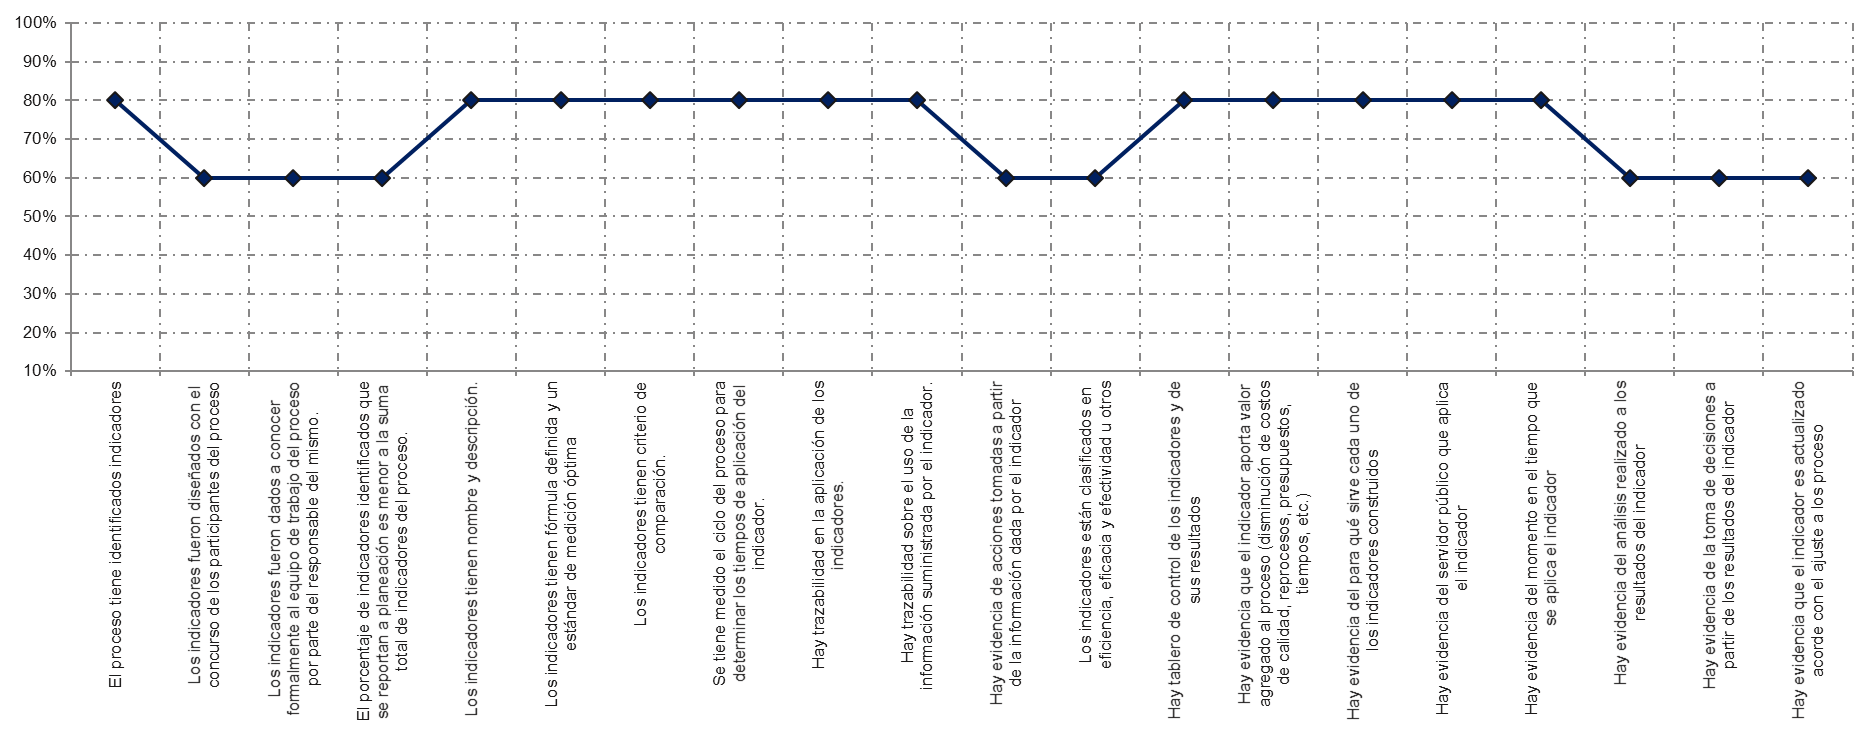 100%
90%
80%
70%
60%
50%
40%
30%
20%
10%
El proceso tiene identificados indicadores
Los indicadores fueron diseñados con el
concurso de los participantes del proceso
Los indicadores fueron dados a conocer
formalmente al equipo de trabajo del proceso
por parte del responsable del mismo.
El porcentaje de indicadores identificados que
se reportan a planeación es menor a la suma
total de indicadores del proceso.
Los indicadores tienen nombre y descripción.
Los indicadores tienen fórmula definida y un
estándar de medición óptima
Los indicadores tienen criterio de
comparación.
Se tiene medido el ciclo del proceso para
determinar los tiempos de aplicación del
indicador.
Hay trazabilidad en la aplicación de los
indicadores.
Hay trazabilidad sobre el uso de la
información suministrada por el indicador.
Hay evidencia de acciones tomadas a partir
de la información dada por el indicador
Los indicadores están clasificados en
eficiencia, eficacia y efectividad u otros
Hay tablero de control de los indicadores y de
sus resultados
Hay evidencia que el indicador aporta valor
agregado al proceso (disminución de costos
de calidad, reprocesos, presupuestos,
tiempos, etc.)
Hay evidencia del para qué sirve cada uno de
los indicadores construidos
Hay evidencia del servidor público que aplica
el indicador
Hay evidencia del momento en el tiempo que
se aplica el indicador
Hay evidencia del análisis realizado a los
resultados del indicador
Hay evidencia de la toma de decisiones a
partir de los resultados del indicador
Hay evidencia que el indicador es actualizado
acorde con el ajuste a los proceso